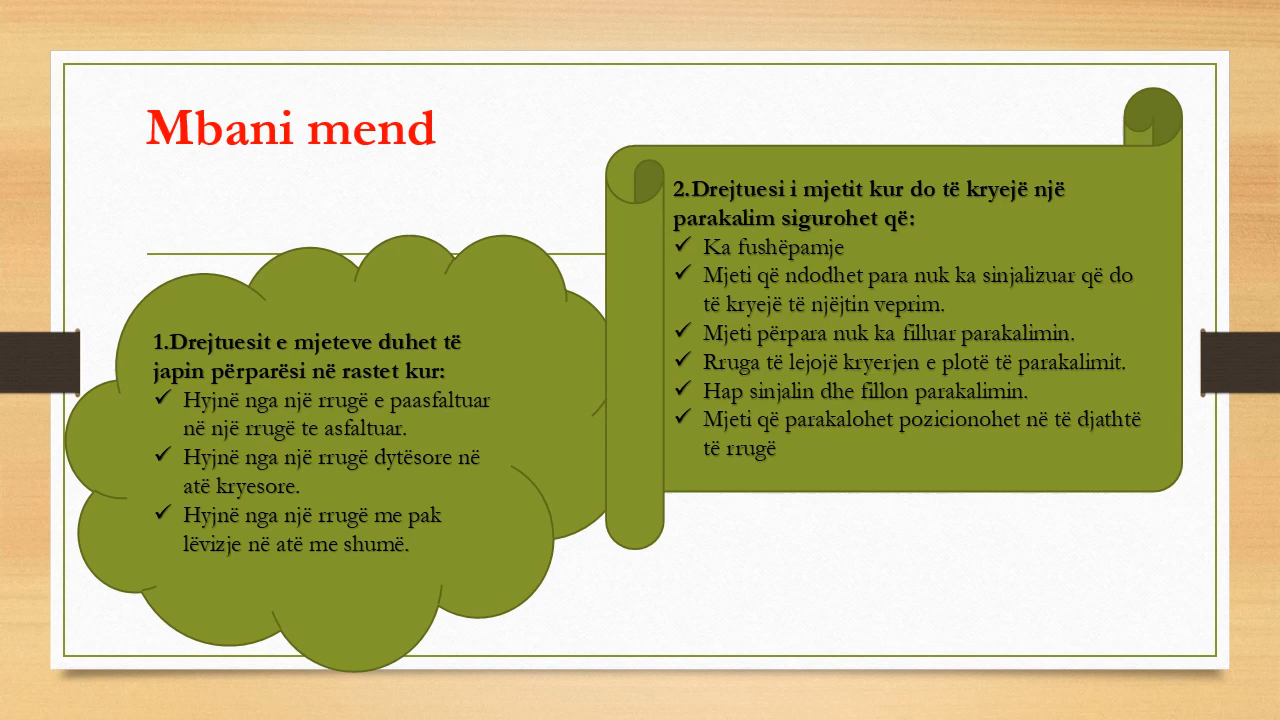 Mbani mend
1.Drejtuesit e mjeteve duhet të
japin përparësi në rastet kur:
✓ Hyjnë nga një rrugë e paasfaltuar
në një rrugë te asfaltuar.
✓ Hyjnë nga një rrugë dytësore në
atë kryesore.
✓ Hyjnë nga një rrugë me pak
lëvizje në atë me shumë.
2.Drejtuesi i mjetit kur do të kryejë një
parakalim sigurohet që:
✓ Ka fushëpamje
✓ Mjeti që ndodhet para nuk ka sinjalizuar që do
të kryejë të njëjtin veprim.
✓ Mjeti përpara nuk ka filluar parakalimin.
✓ Rruga të lejojë kryerjen e plotë të parakalimit.
✓ Hap sinjalin dhe fillon parakalimin.
✓ Mjeti që parakalohet pozicionohet në të djathtë
të rrugë